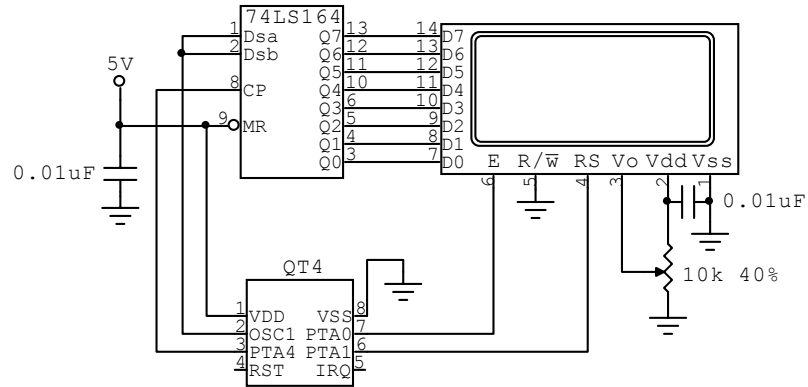 74LS164
1 Dsa Q7 13 14 D7
2 Dsb Q6 12 13 D6
Q5 11 12 D5
5V
8 CP Q4 10 11 D4
Q3 6 10 D3
9 MR Q2 5 9 D2
Q1 4 8 D1
Q0 3 7 D0
E R/w̅ RS Vo Vdd Vss
6 5 4 3 2 1
0.01uF
0.01uF
QT4
10k 40%
1 VDD VSS 8
2 OSC1 PTA0 7
3 PTA4 PTA1 6
4 RST IRQ 5